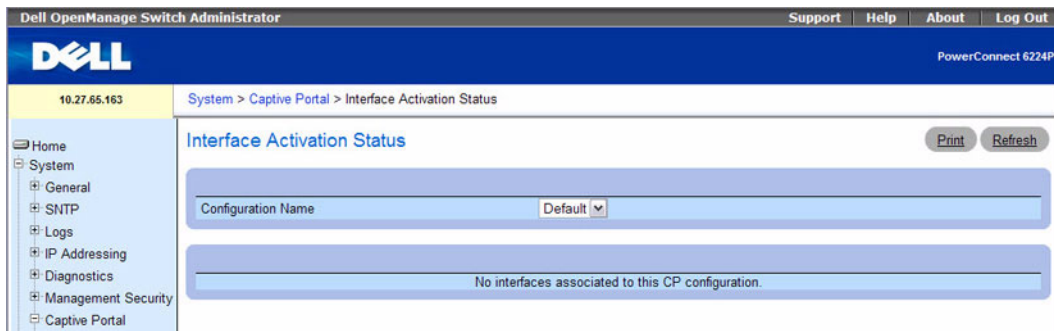 Dell OpenManage Switch Administrator
Support Help About Log Out
DELL
PowerConnect 6224P
10.27.65.163
System > Captive Portal > Interface Activation Status
Home
System
General
SNTP
Logs
IP Addressing
Diagnostics
Management Security
Captive Portal
Interface Activation Status
Print Refresh
Configuration Name Default
No interfaces associated to this CP configuration.